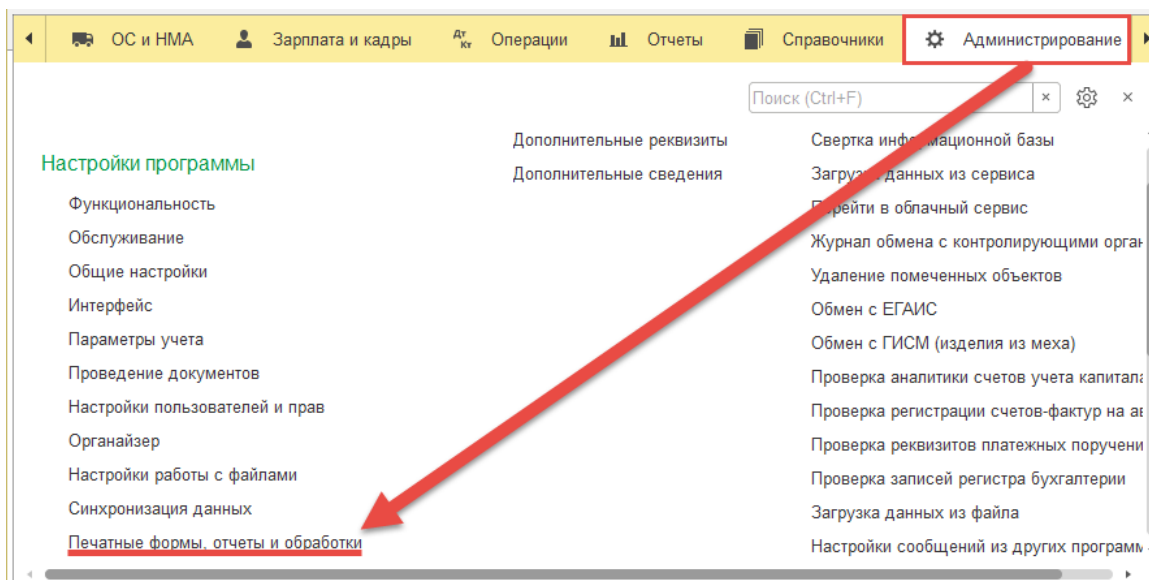 ОС и НМА Зарплата и кадры Дт Кт Операции Отчеты Справочники Администрирование
Поиск (Ctrl+F)
Настройки программы
Функциональность
Обслуживание
Общие настройки
Интерфейс
Параметры учета
Проведение документов
Настройки пользователей и прав
Органайзер
Настройки работы с файлами
Синхронизация данных
Печатные формы, отчеты и обработки
Дополнительные реквизиты
Дополнительные сведения
Свертка информационной базы
Загрузка данных из сервиса
Перейти в облачный сервис
Журнал обмена с контролирующими орган
Удаление помеченных объектов
Обмен с ЕГАИС
Обмен с ГИСМ (изделия из меха)
Проверка аналитики счетов учета капитала
Проверка регистрации счетов-фактур на ав
Проверка реквизитов платежных поручени
Проверка записей регистра бухгалтерии
Загрузка данных из файла
Настройки сообщений из других программ